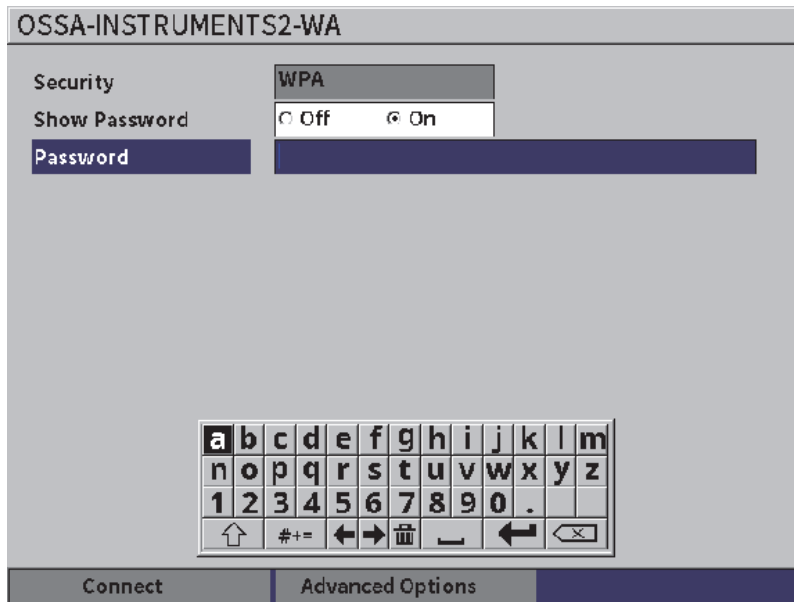 OSSA-INSTRUMENTS2-WA
Security WPA
Show Password Off On
Password
a b c d e f g h i j k l m
n o p q r s t u v w x y z
1 2 3 4 5 6 7 8 9 0 .
#+=
Connect Advanced Options